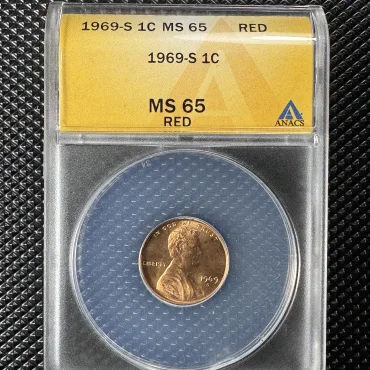 1969-S 1C MS 65 RED
1969-S 1C
MS 65
RED
ANACS
IN GOD WE TRUST
LIBERTY
1969